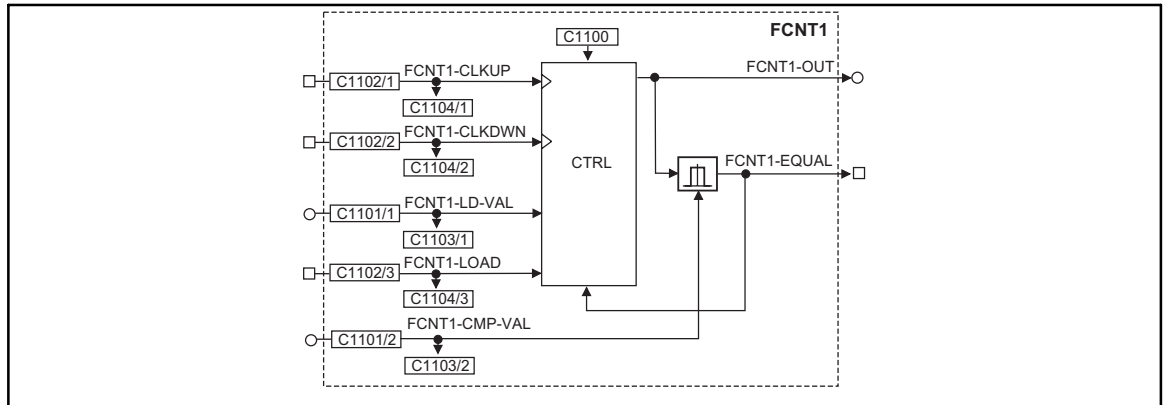 FCNT1
C1100
FCNT1-OUT
C1102/1
FCNT1-CLKUP
C1104/1
C1102/2
FCNT1-CLKDWN
C1104/2
CTRL
FCNT1-EQUAL
C1101/1
FCNT1-LD-VAL
C1103/1
C1102/3
FCNT1-LOAD
C1104/3
C1101/2
FCNT1-CMP-VAL
C1103/2